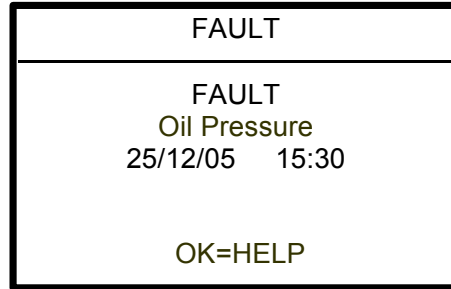 FAULT
FAULT
Oil Pressure
25/12/05 15:30
OK=HELP